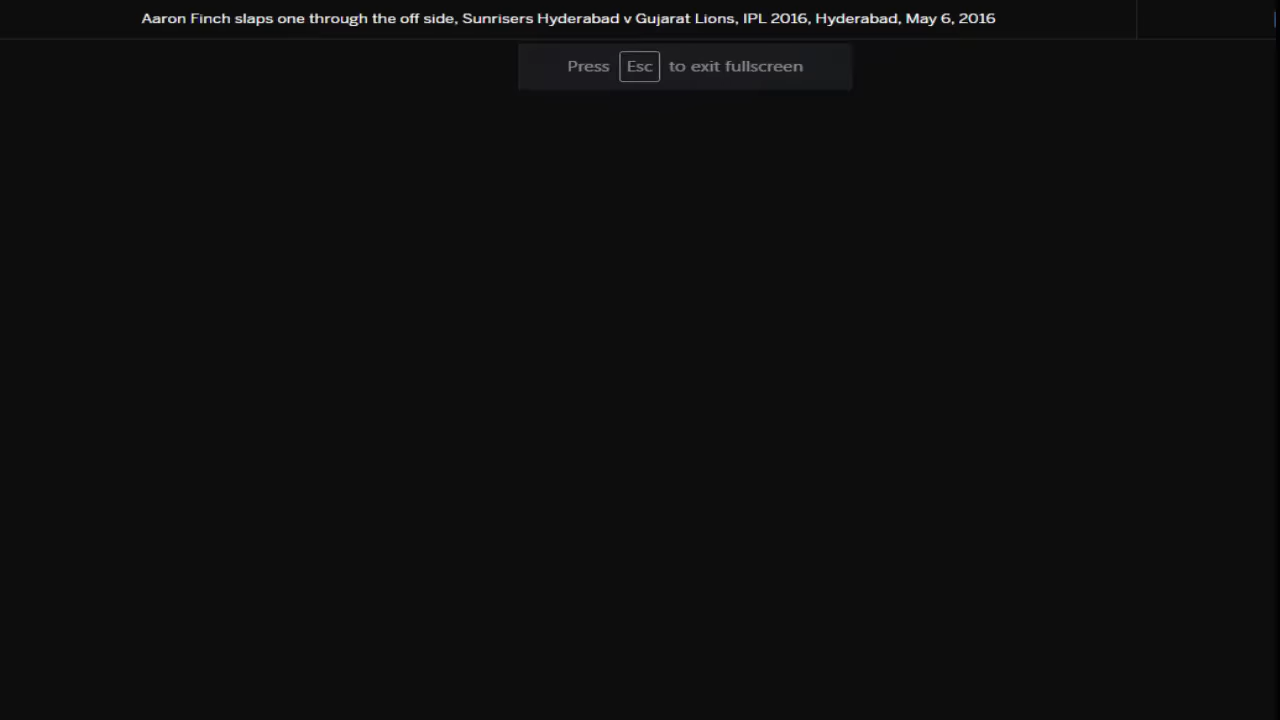 Aaron Finch slaps one through the off side, Sunrisers Hyderabad v Gujarat Lions, IPL 2016, Hyderabad, May 6, 2016
Press Esc to exit fullscreen